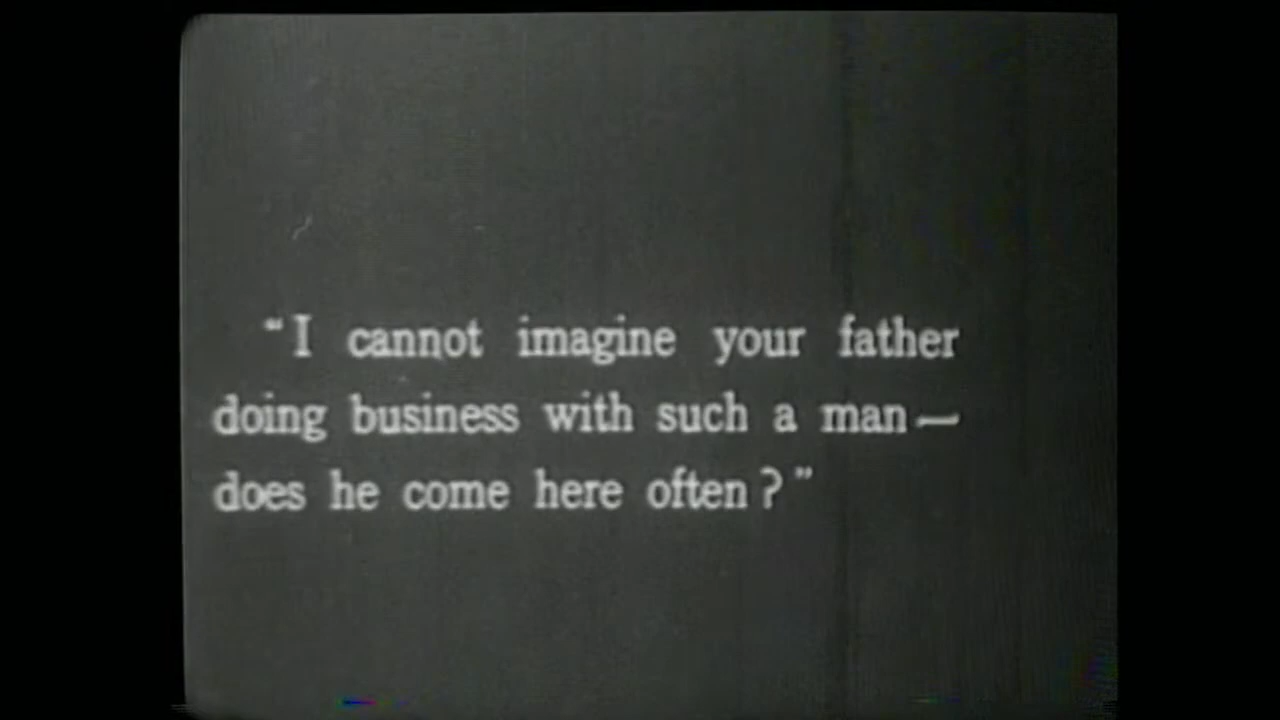 “I cannot imagine your father
doing business with such a man—
does he come here often?”